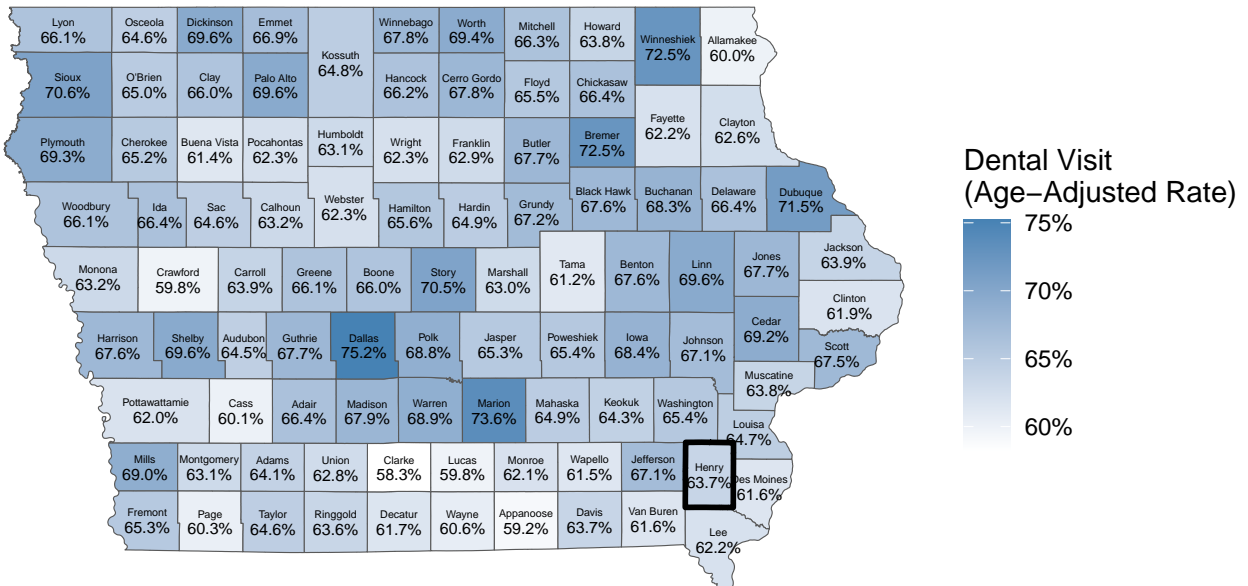 Lyon
66.1%
Osceola
64.6%
Dickinson
69.6%
Emmet
66.9%
Kossuth
64.8%
Winnebago
67.8%
Worth
69.4%
Mitchell
66.3%
Howard
63.8%
Winneshiek
72.5%
Allamakee
60.0%
Sioux
70.6%
O'Brien
65.0%
Clay
66.0%
Palo Alto
69.6%
Hancock
66.2%
Cerro Gordo
67.8%
Floyd
65.5%
Chickasaw
66.4%
Fayette
62.2%
Clayton
62.6%
Plymouth
69.3%
Cherokee
65.2%
Buena Vista
61.4%
Pocahontas
62.3%
Humboldt
63.1%
Wright
62.3%
Franklin
62.9%
Butler
67.7%
Bremer
72.5%
Woodbury
66.1%
Ida
66.4%
Sac
64.6%
Calhoun
63.2%
Webster
62.3%
Hamilton
65.6%
Hardin
64.9%
Grundy
67.2%
Black Hawk
67.6%
Buchanan
68.3%
Delaware
66.4%
Dubuque
71.5%
Monona
63.2%
Crawford
59.8%
Carroll
63.9%
Greene
66.1%
Boone
66.0%
Story
70.5%
Marshall
63.0%
Tama
61.2%
Benton
67.6%
Linn
69.6%
Jones
67.7%
Jackson
63.9%
Clinton
61.9%
Harrison
67.6%
Shelby
69.6%
Audubon
64.5%
Guthrie
67.7%
Dallas
75.2%
Polk
68.8%
Jasper
65.3%
Poweshiek
65.4%
Iowa
68.4%
Johnson
67.1%
Cedar
69.2%
Scott
67.5%
Muscatine
63.8%
Pottawattamie
62.0%
Cass
60.1%
Adair
66.4%
Madison
67.9%
Warren
68.9%
Marion
73.6%
Mahaska
64.9%
Keokuk
64.3%
Washington
65.4%
Louisa
64.7%
Mills
69.0%
Montgomery
63.1%
Adams
64.1%
Union
62.8%
Clarke
58.3%
Lucas
59.8%
Monroe
62.1%
Wapello
61.5%
Jefferson
67.1%
Henry
63.7%
Des Moines
61.6%
Fremont
65.3%
Page
60.3%
Taylor
64.6%
Ringgold
63.6%
Decatur
61.7%
Wayne
60.6%
Appanoose
59.2%
Davis
63.7%
Van Buren
61.6%
Lee
62.2%
Dental Visit
(Age−Adjusted Rate)
75%
70%
65%
60%